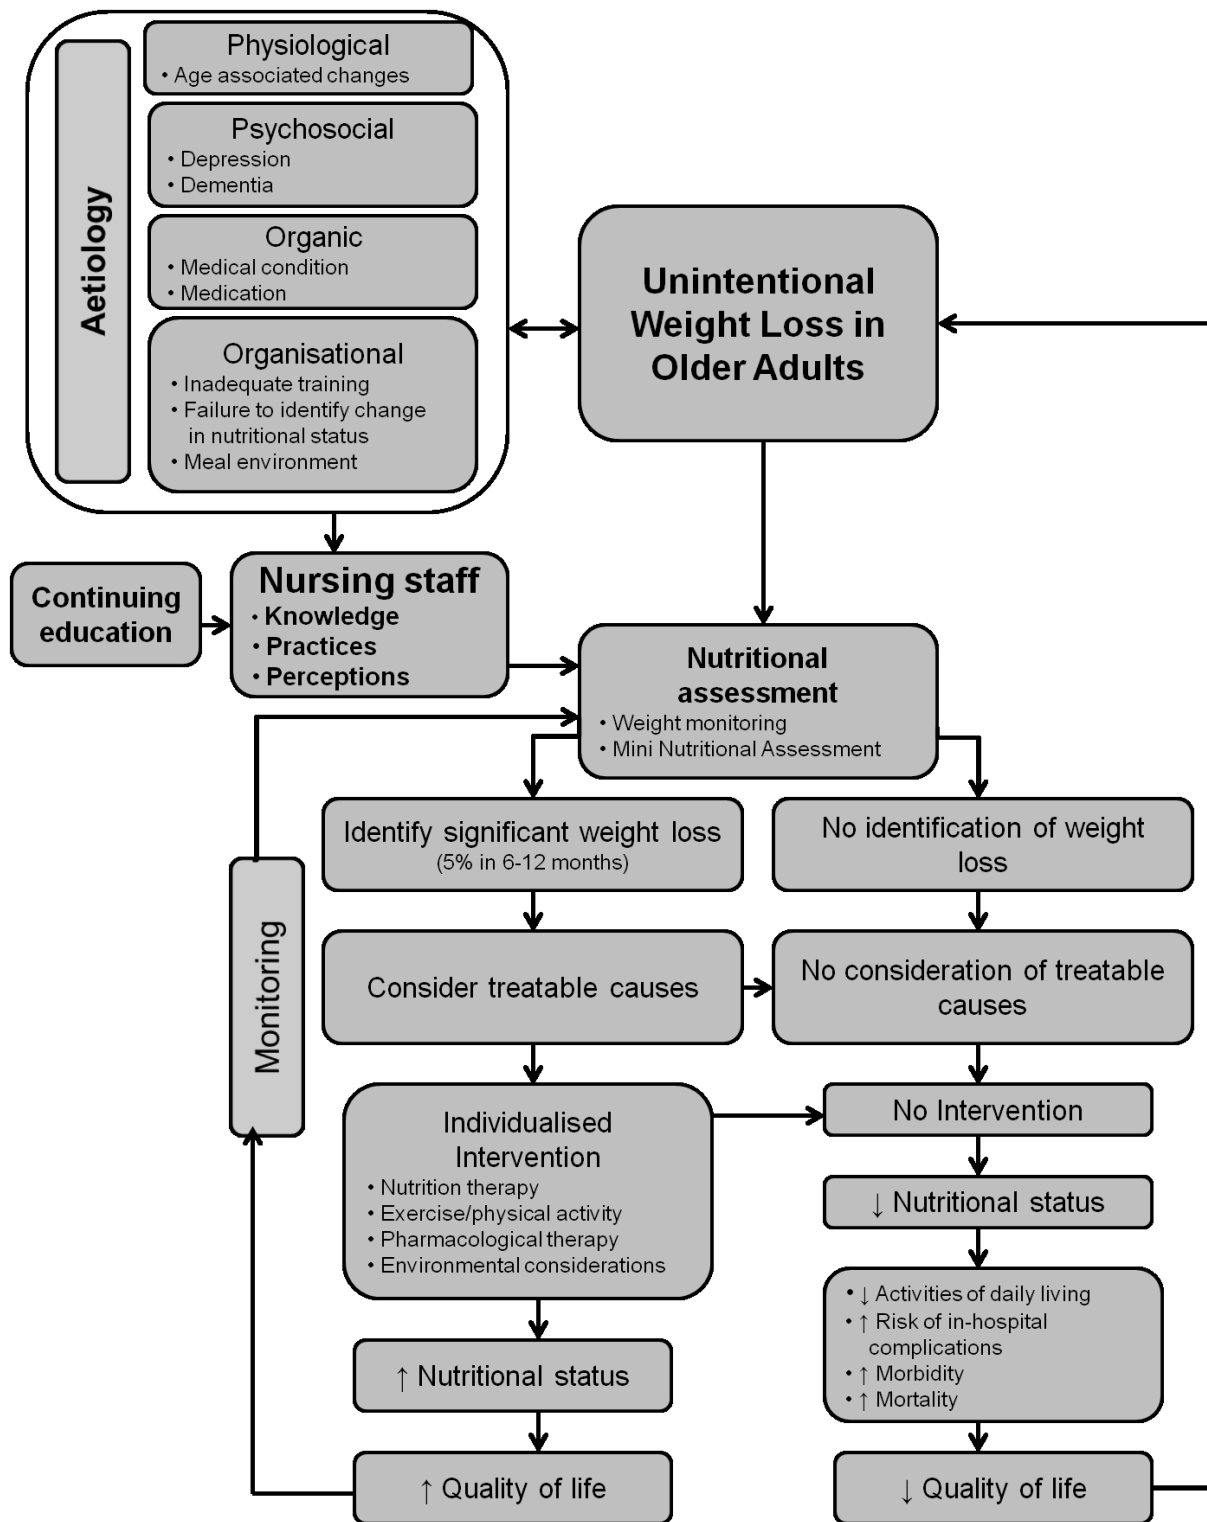 Aetiology
Physiological
• Age associated changes
Psychosocial
• Depression
• Dementia
Organic
• Medical condition
• Medication
Organisational
• Inadequate training
• Failure to identify change
in nutritional status
• Meal environment
Unintentional
Weight Loss in
Older Adults
Continuing
education
Nursing staff
• Knowledge
• Practices
• Perceptions
Nutritional
assessment
• Weight monitoring
• Mini Nutritional Assessment
Identify significant weight loss
(5% in 6-12 months)
No identification of weight
loss
Monitoring
Consider treatable causes
No consideration of treatable
causes
Individualised
Intervention
• Nutrition therapy
• Exercise/physical activity
• Pharmacological therapy
• Environmental considerations
No Intervention
↓ Nutritional status
• ↓ Activities of daily living
• ↑ Risk of in-hospital
complications
• ↑ Morbidity
• ↑ Mortality
↑ Nutritional status
↑ Quality of life
↓ Quality of life